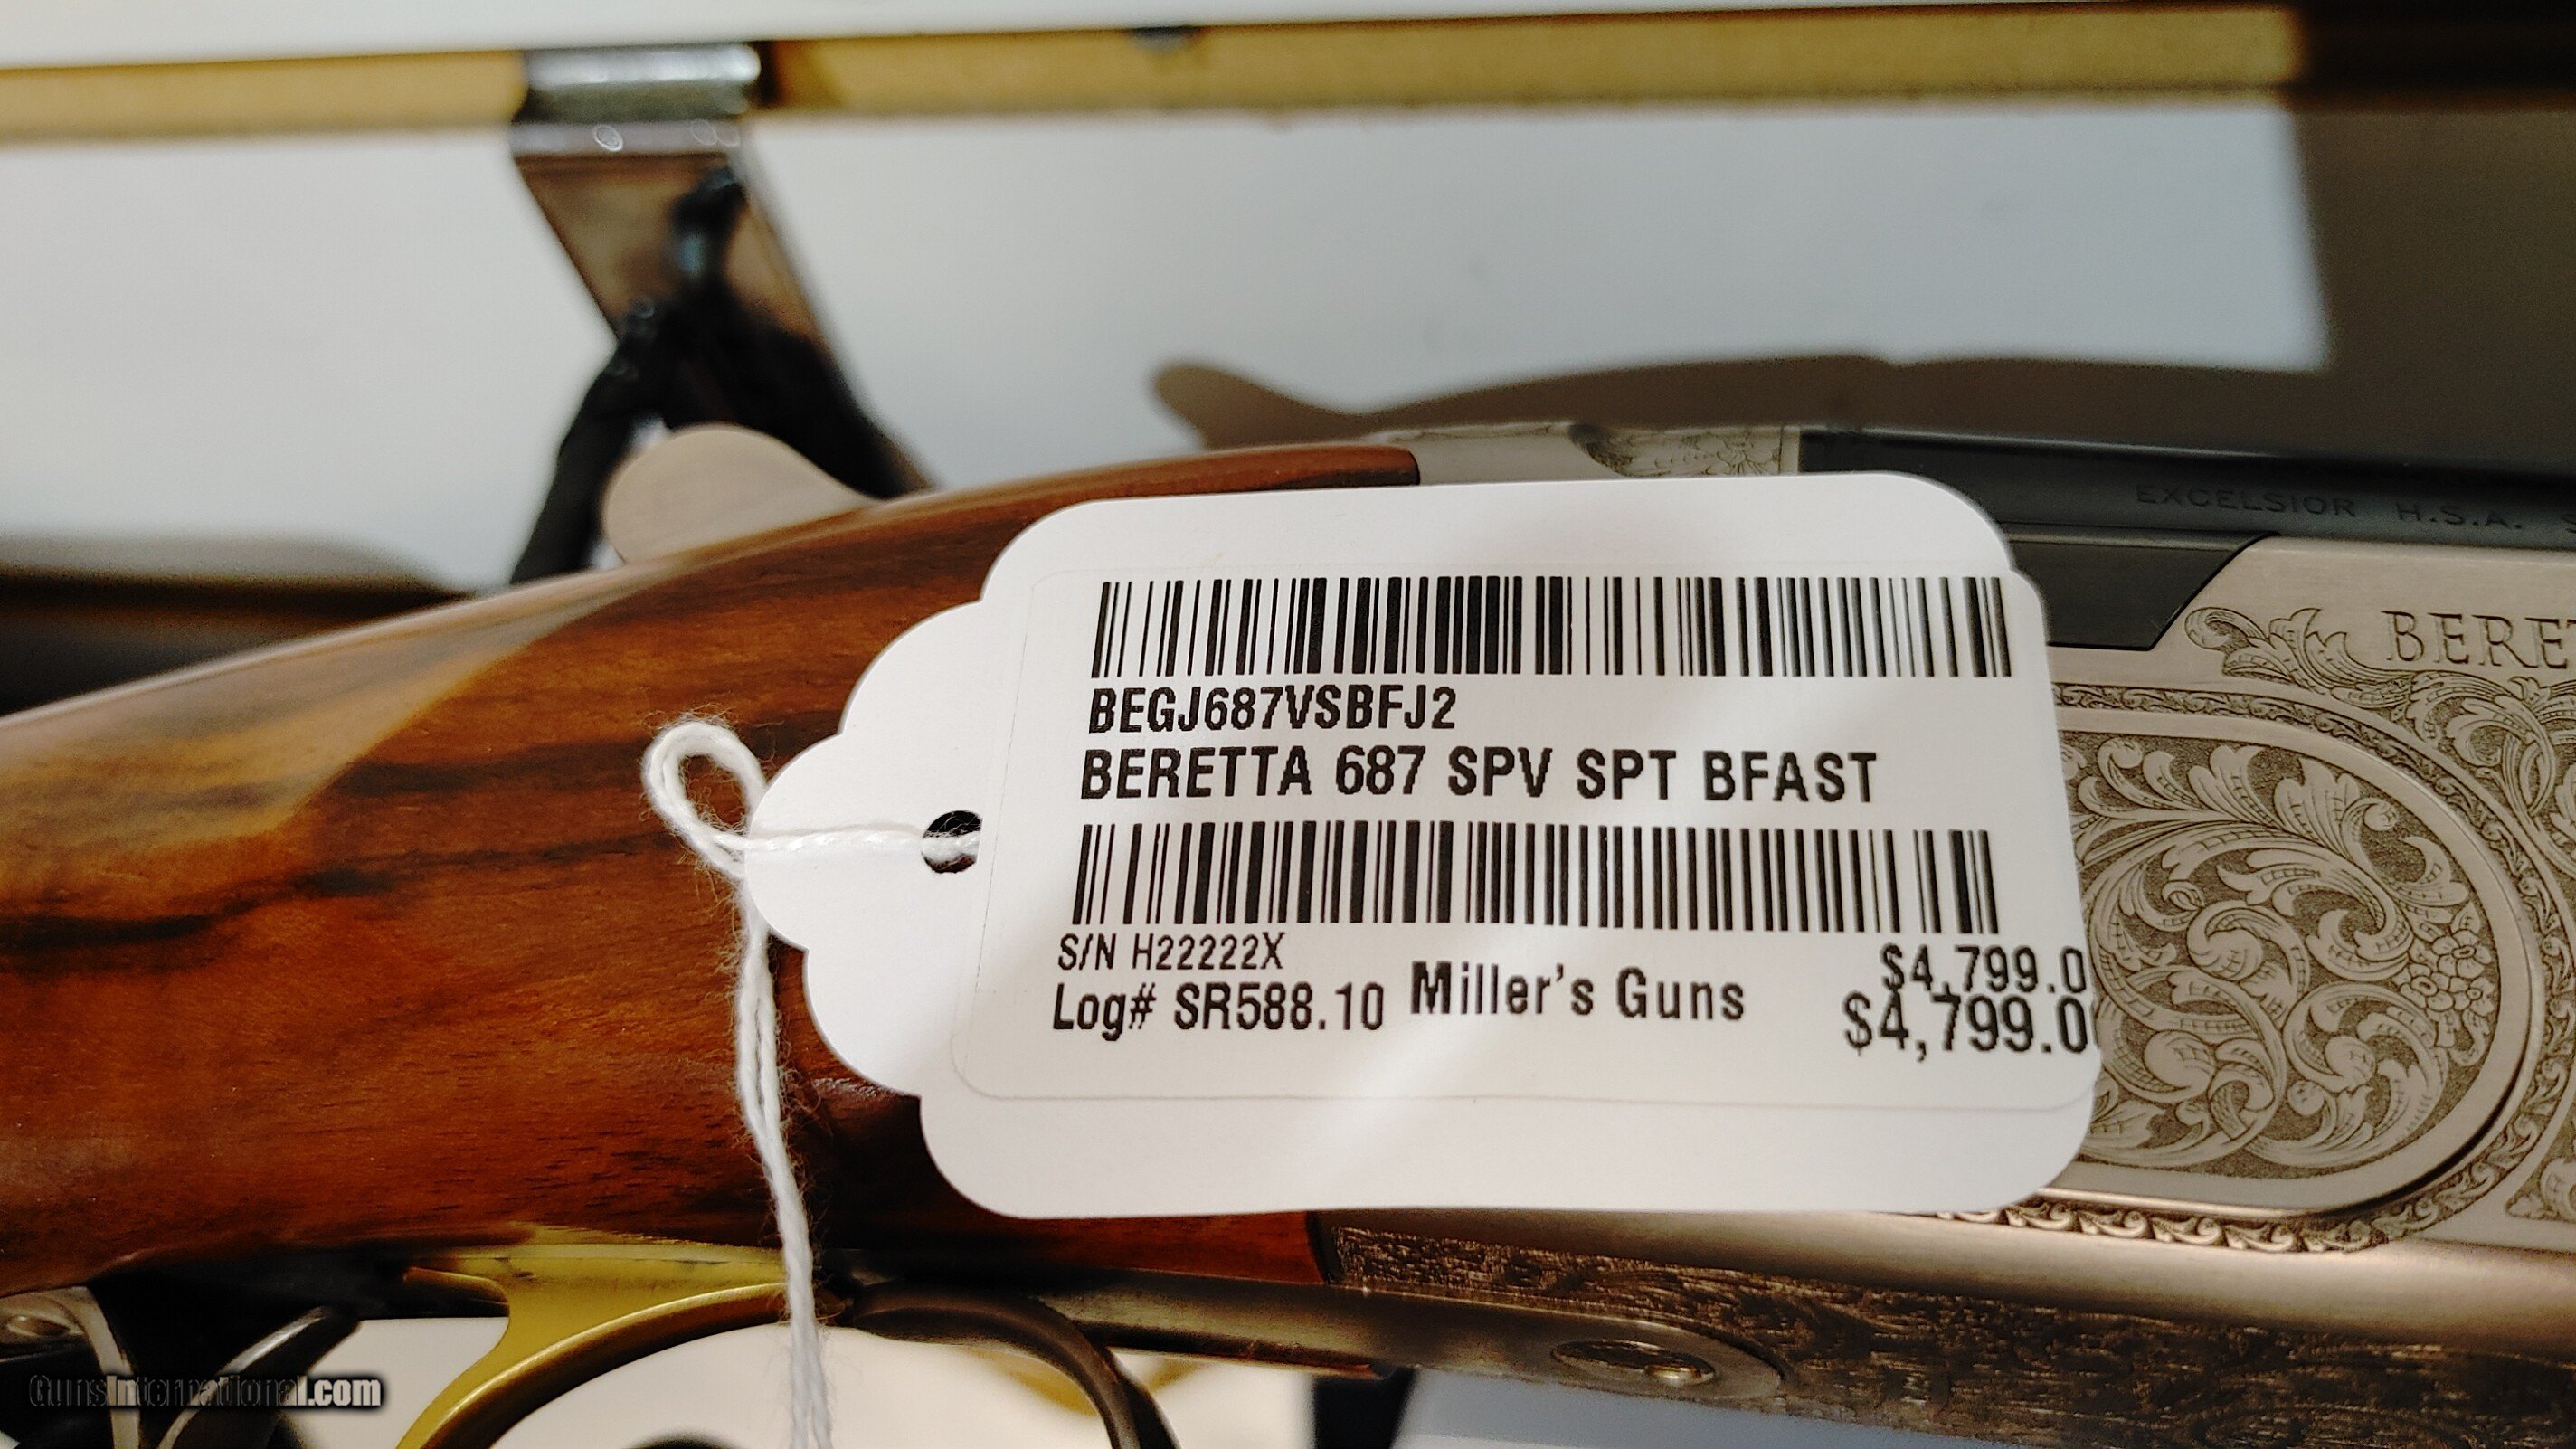 EXCELSIOR H.S.A.
BERE
BEGJ687VSBFJ2
BERETTA 687 SPV SPT BFAST
S/N H22222X
$4,799.0
Log# SR588.10 Miller's Guns
$4,799.0
GunsInternational.com